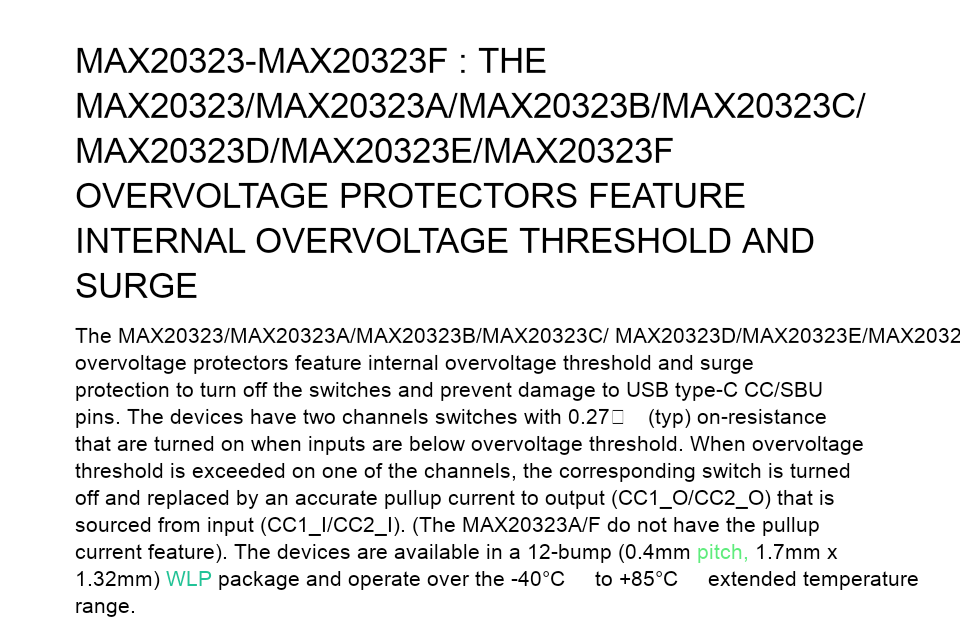 MAX20323-MAX20323F : THE
MAX20323/MAX20323A/MAX20323B/MAX20323C/
MAX20323D/MAX20323E/MAX20323F
OVERVOLTAGE PROTECTORS FEATURE
INTERNAL OVERVOLTAGE THRESHOLD AND
SURGE
The MAX20323/MAX20323A/MAX20323B/MAX20323C/ MAX20323D/MAX20323E/MAX2032
overvoltage protectors feature internal overvoltage threshold and surge
protection to turn off the switches and prevent damage to USB type-C CC/SBU
pins. The devices have two channels switches with 0.27□ (typ) on-resistance
that are turned on when inputs are below overvoltage threshold. When overvoltage
threshold is exceeded on one of the channels, the corresponding switch is turned
off and replaced by an accurate pullup current to output (CC1_O/CC2_O) that is
sourced from input (CC1_I/CC2_I). (The MAX20323A/F do not have the pullup
current feature). The devices are available in a 12-bump (0.4mm pitch, 1.7mm x
1.32mm) WLP package and operate over the -40°C to +85°C extended temperature
range.